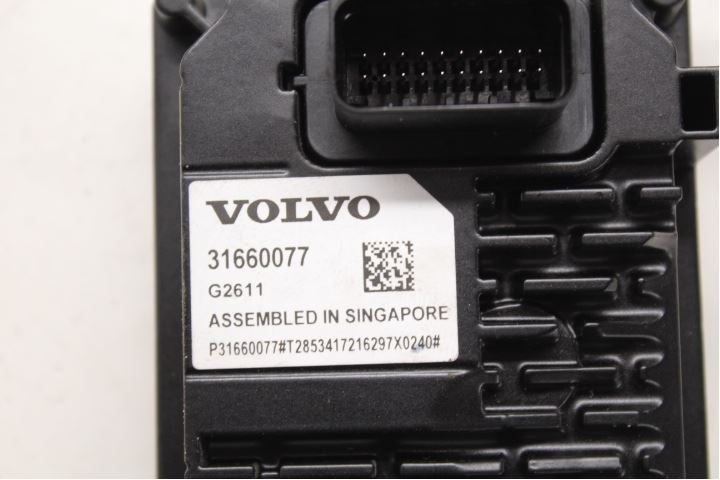 VOLVO
31660077
G2611
ASSEMBLED IN SINGAPORE
P31660077#T2853417216297X0240#